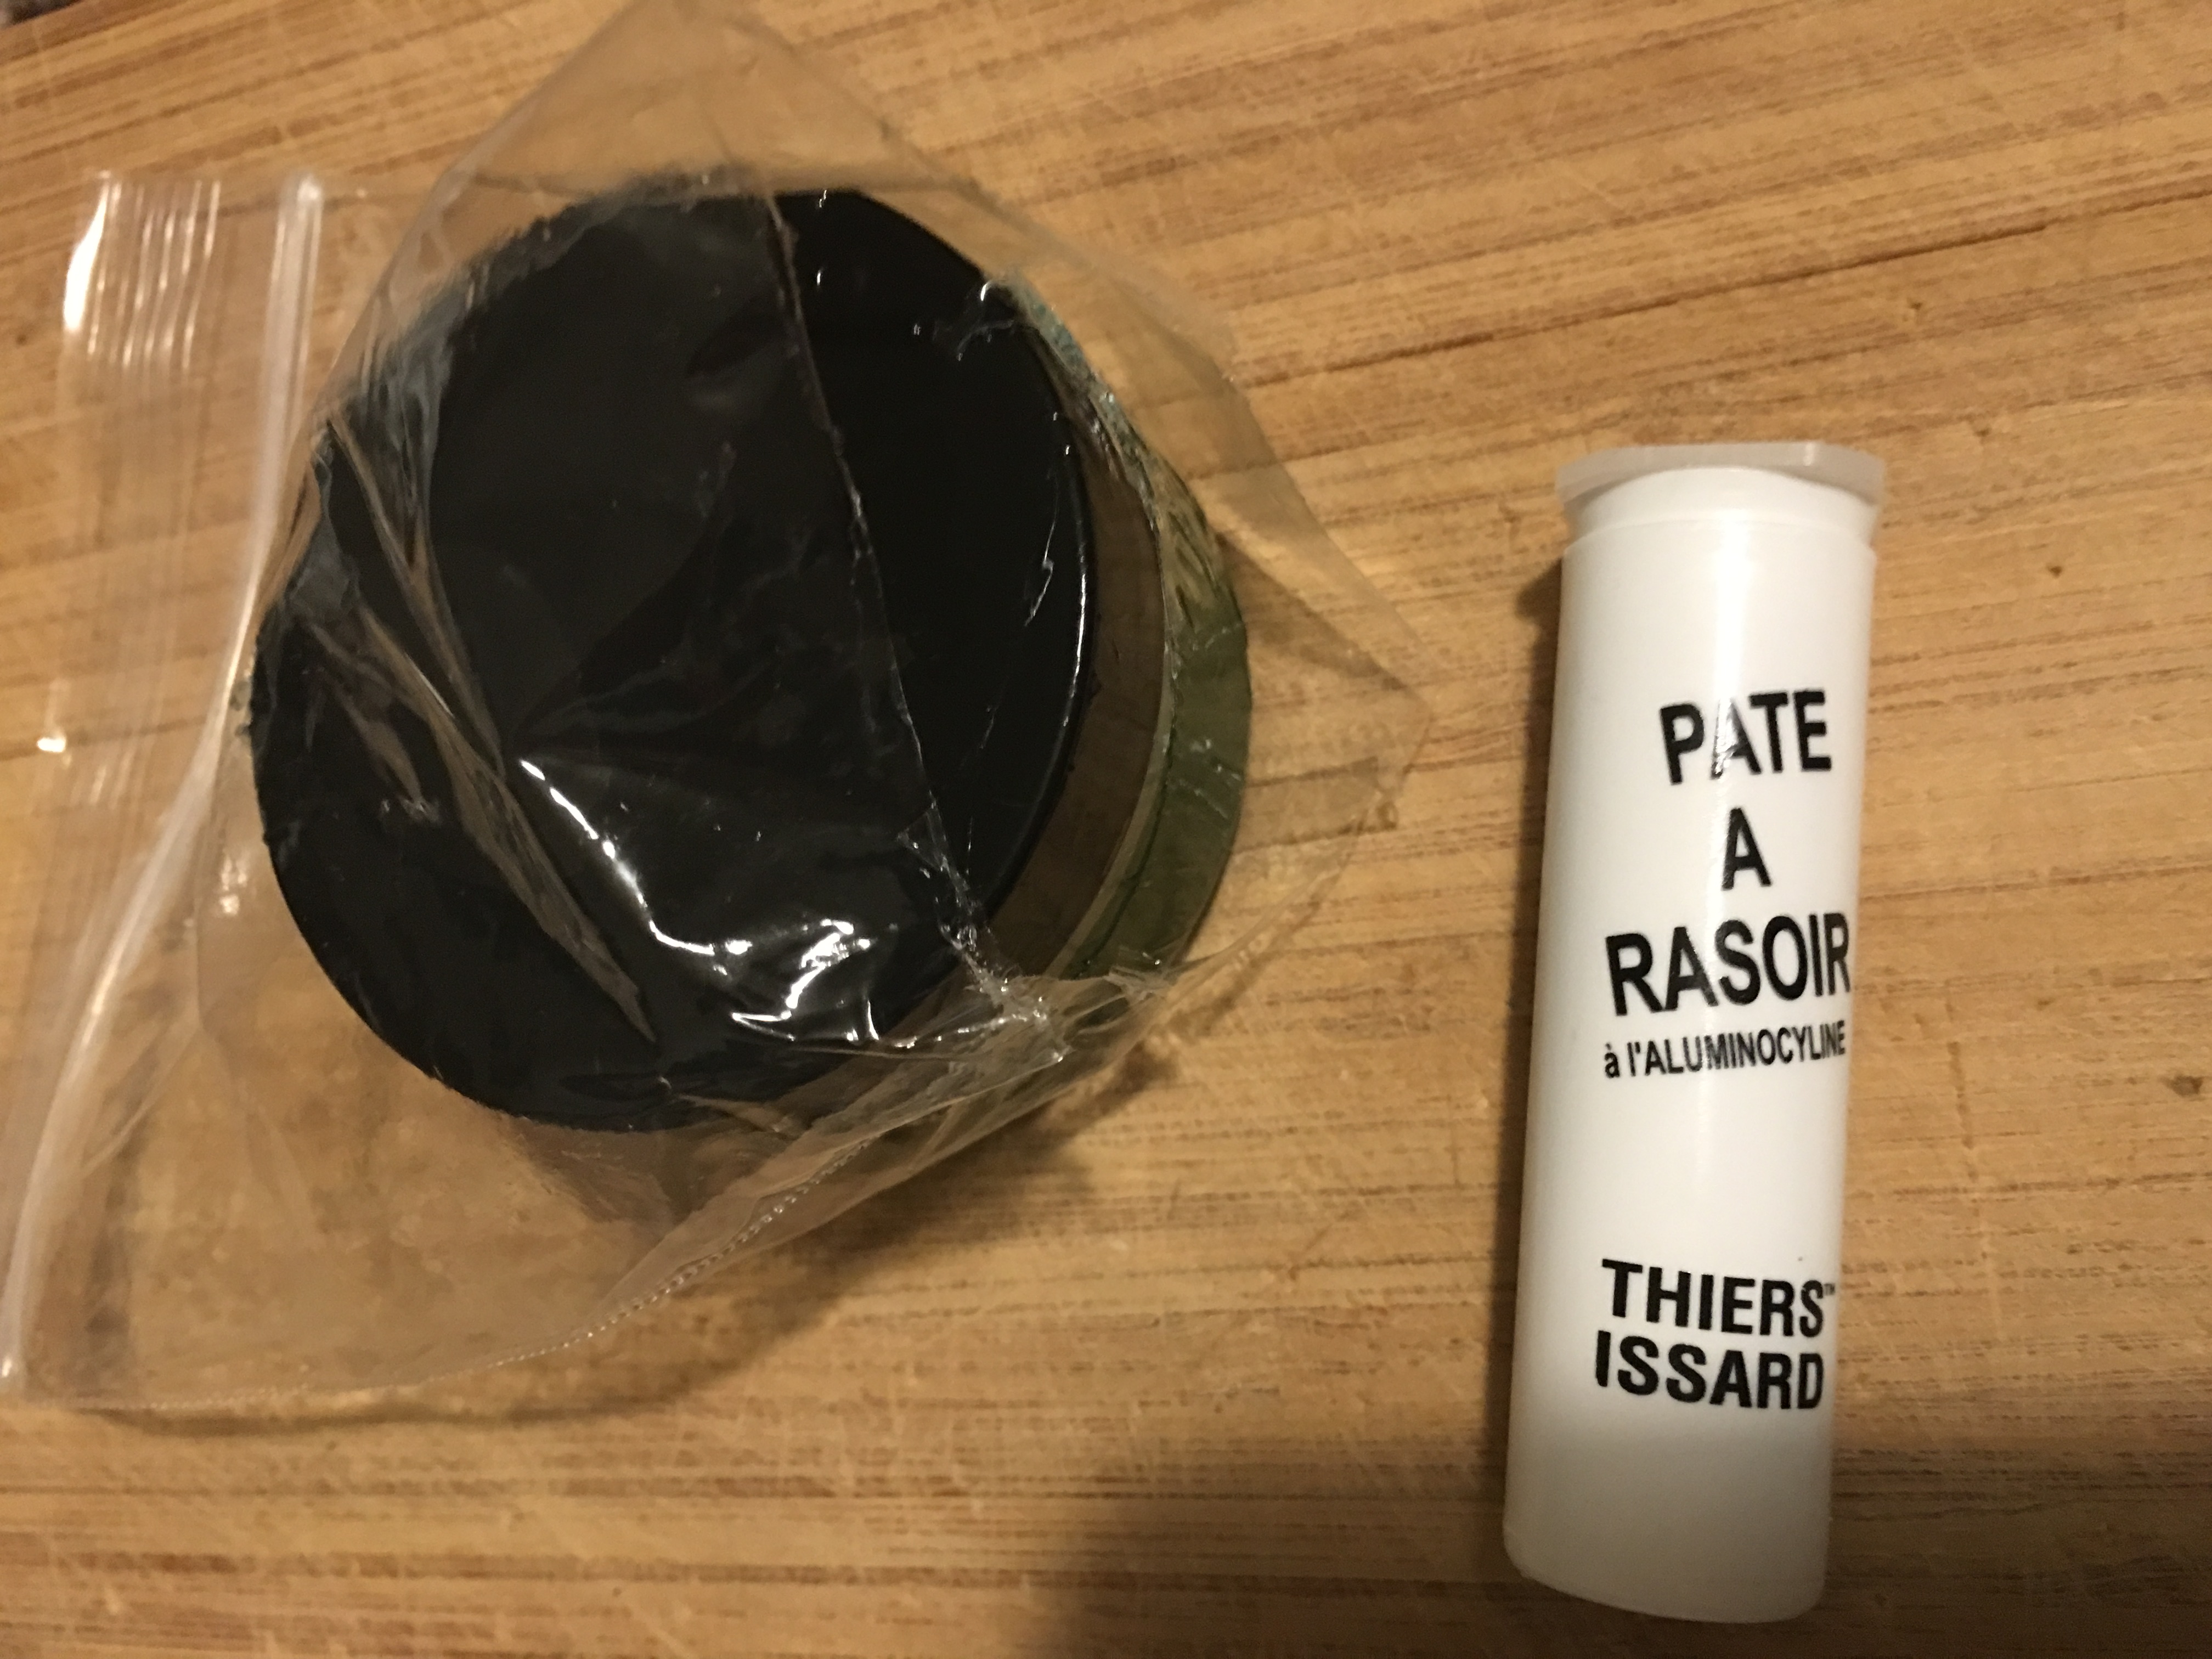 PATE
A
RASOIR
à l'ALUMINOCYLINE
THIERS™
ISSARD